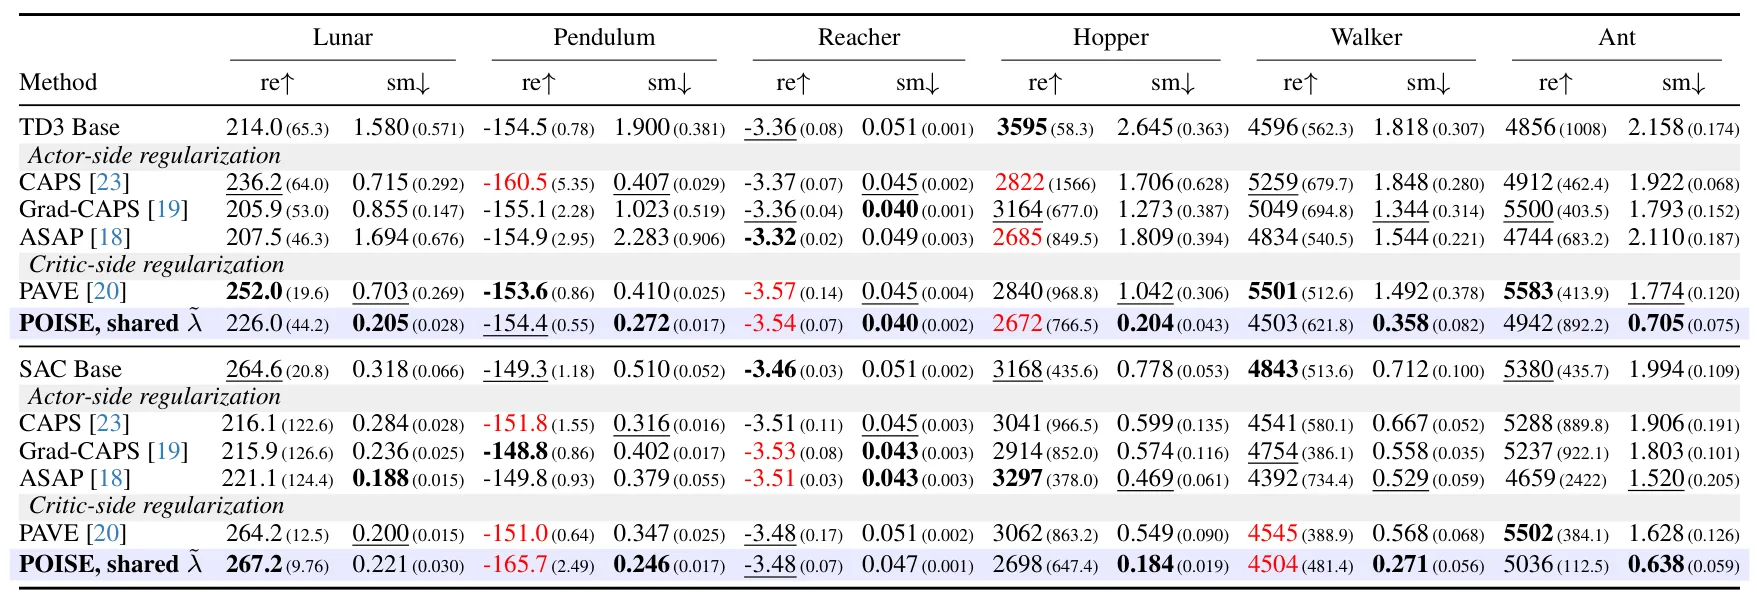 Lunar Pendulum Reacher Hopper Walker Ant
Method re↑ sm↓ re↑ sm↓ re↑ sm↓ re↑ sm↓ re↑ sm↓ re↑ sm↓
TD3 Base 214.0 (65.3) 1.580 (0.571) -154.5 (0.78) 1.900 (0.381) -3.36 (0.08) 0.051 (0.001) 3595 (58.3) 2.645 (0.363) 4596 (562.3) 1.818 (0.307) 4856 (1008) 2.158 (0.174)
Actor-side regularization
CAPS [23] 236.2 (64.0) 0.715 (0.292) -160.5 (5.35) 0.407 (0.029) -3.37 (0.07) 0.045 (0.002) 2822 (1566) 1.706 (0.628) 5259 (679.7) 1.848 (0.280) 4912 (462.4) 1.922 (0.068)
Grad-CAPS [19] 205.9 (53.0) 0.855 (0.147) -155.1 (2.28) 1.023 (0.519) -3.36 (0.04) 0.040 (0.001) 3164 (677.0) 1.273 (0.387) 5049 (694.8) 1.344 (0.314) 5500 (403.5) 1.793 (0.152)
ASAP [18] 207.5 (46.3) 1.694 (0.676) -154.9 (2.95) 2.283 (0.906) -3.32 (0.02) 0.049 (0.003) 2685 (849.5) 1.809 (0.394) 4834 (540.5) 1.544 (0.221) 4744 (683.2) 2.110 (0.187)
Critic-side regularization
PAVE [20] 252.0 (19.6) 0.703 (0.269) -153.6 (0.86) 0.410 (0.025) -3.57 (0.14) 0.045 (0.004) 2840 (968.8) 1.042 (0.306) 5501 (512.6) 1.492 (0.378) 5583 (413.9) 1.774 (0.120)
POISE, shared λ̃ 226.0 (44.2) 0.205 (0.028) -154.4 (0.55) 0.272 (0.017) -3.54 (0.07) 0.040 (0.002) 2672 (766.5) 0.204 (0.043) 4503 (621.8) 0.358 (0.082) 4942 (892.2) 0.705 (0.075)
SAC Base 264.6 (20.8) 0.318 (0.066) -149.3 (1.18) 0.510 (0.052) -3.46 (0.03) 0.051 (0.002) 3168 (435.6) 0.778 (0.053) 4843 (513.6) 0.712 (0.100) 5380 (435.7) 1.994 (0.109)
Actor-side regularization
CAPS [23] 216.1 (122.6) 0.284 (0.028) -151.8 (1.55) 0.316 (0.016) -3.51 (0.11) 0.045 (0.003) 3041 (966.5) 0.599 (0.135) 4541 (580.1) 0.667 (0.052) 5288 (889.8) 1.906 (0.191)
Grad-CAPS [19] 215.9 (126.6) 0.236 (0.025) -148.8 (0.86) 0.402 (0.017) -3.53 (0.08) 0.043 (0.003) 2914 (852.0) 0.574 (0.116) 4754 (386.1) 0.558 (0.035) 5237 (922.1) 1.803 (0.101)
ASAP [18] 221.1 (124.4) 0.188 (0.015) -149.8 (0.93) 0.379 (0.055) -3.51 (0.03) 0.043 (0.003) 3297 (378.0) 0.469 (0.061) 4392 (734.4) 0.529 (0.059) 4659 (2422) 1.520 (0.205)
Critic-side regularization
PAVE [20] 264.2 (12.5) 0.200 (0.015) -151.0 (0.64) 0.347 (0.025) -3.48 (0.17) 0.051 (0.002) 3062 (863.2) 0.549 (0.090) 4545 (388.9) 0.568 (0.068) 5502 (384.1) 1.628 (0.126)
POISE, shared λ̃ 267.2 (9.76) 0.221 (0.030) -165.7 (2.49) 0.246 (0.017) -3.48 (0.07) 0.047 (0.001) 2698 (647.4) 0.184 (0.019) 4504 (481.4) 0.271 (0.056) 5036 (112.5) 0.638 (0.059)